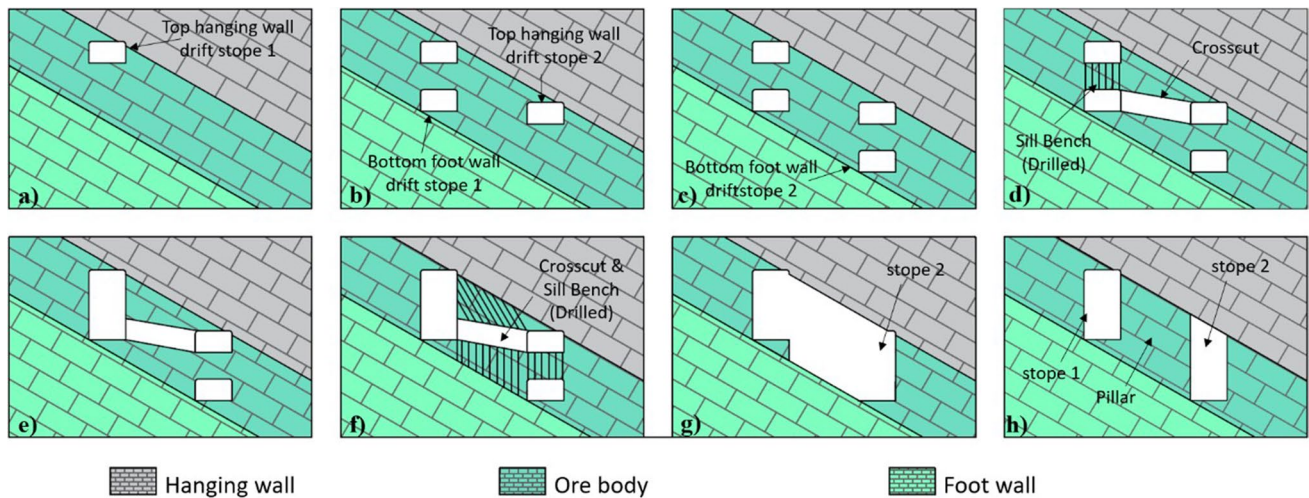 Top hanging wall
drift stope 1
a)
Top hanging wall
drift stope 2
Bottom foot wall
drift stope 1
b)
Bottom foot wall
driftstope 2
c)
Crosscut
Sill Bench
(Drilled)
d)
e)
Crosscut &
Sill Bench
(Drilled)
f)
stope 2
g)
stope 2
stope 1
Pillar
h)
Hanging wall
Ore body
Foot wall